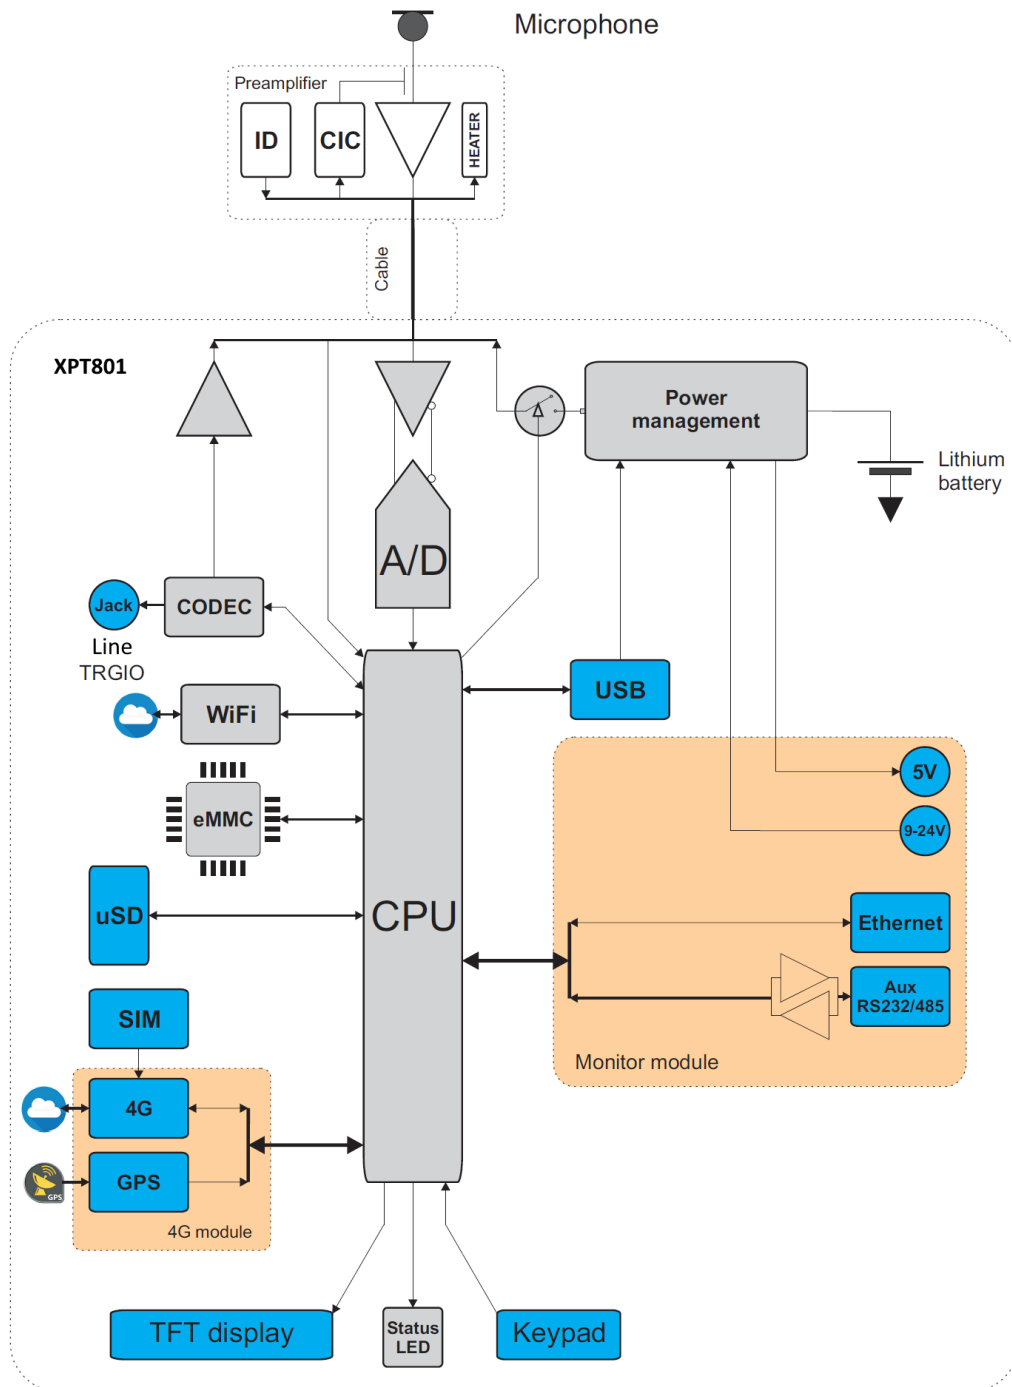 Microphone
Preamplifier
ID
CIC
HEATER
Cable
XPT801
Power
management
Lithium
battery
A/D
Jack
CODEC
Line
TRGIO
WiFi
USB
5V
eMMC
9-24V
uSD
CPU
Ethernet
Aux
RS232/485
SIM
Monitor module
4G
GPS
GPS
4G module
TFT display
Status
LED
Keypad